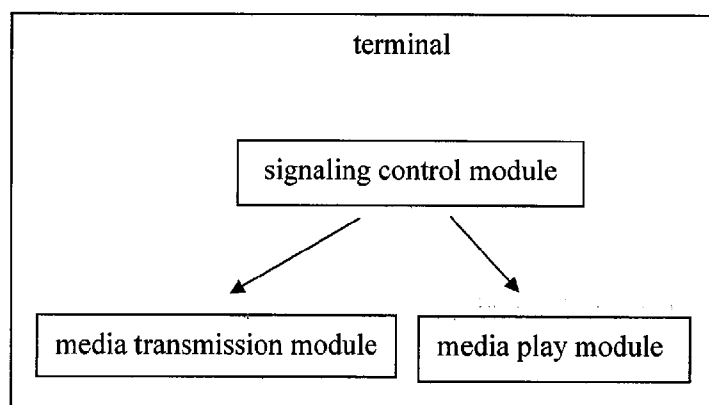 terminal
signaling control module
media transmission module
media play module